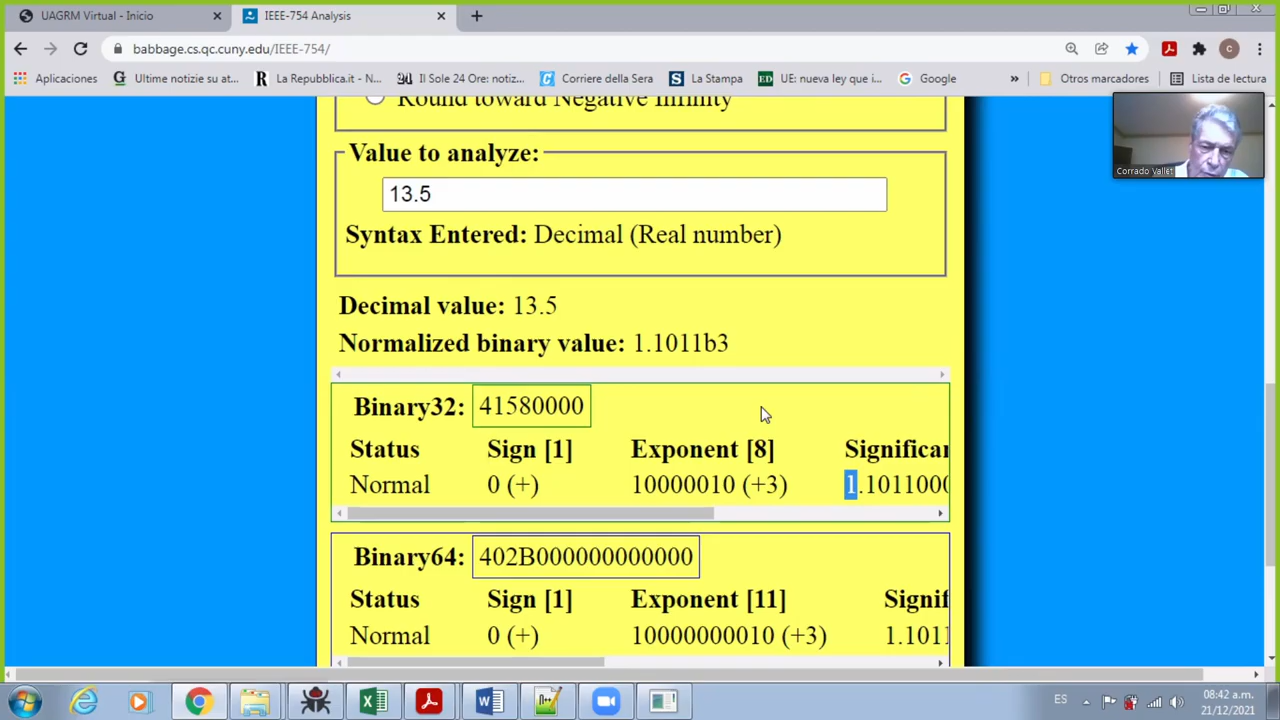 UAGRM Virtual - Inicio
IEEE-754 Analysis
babbage.cs.qc.cuny.edu/IEEE-754/
Aplicaciones
Ultime notizie su at...
La Repubblica.it - N...
Il Sole 24 Ore: notiz...
Corriere della Sera
La Stampa
UE: nueva ley que i...
Google
»
Otros marcadores
Lista de lectura
Round toward Negative Infinity
Corrado Vallet
Value to analyze:
13.5
Syntax Entered: Decimal (Real number)
Decimal value: 13.5
Normalized binary value: 1.1011b3
Binary32: 41580000
Status Sign [1] Exponent [8] Significan
Normal 0 (+) 10000010 (+3) 1.1011000
Binary64: 402B000000000000
Status Sign [1] Exponent [11] Signif
Normal 0 (+) 10000000010 (+3) 1.1011
ES
08:42 a.m.
21/12/2021